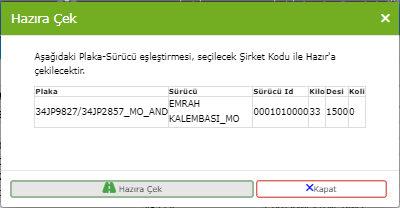 Hazıra Çek
×
Aşağıdaki Plaka-Sürücü eşleştirmesi, seçilecek Şirket Kodu ile Hazır'a
çekilecektir.
Plaka Sürücü Sürücü Id Kilo Desi Koli
34JP9827/34JP2857_MO_AND EMRAH KALEMBASI_MO 000101000 33 1500 0
Hazıra Çek
Kapat